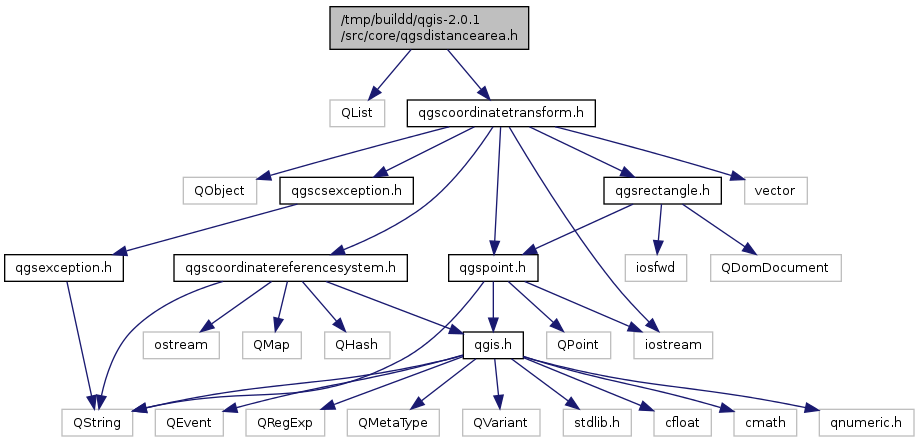 /tmp/buildd/qgis-2.0.1
/src/core/qgsdistancearea.h
QList
qgscoordinatetransform.h
QObject
qgscsexception.h
qgsrectangle.h
vector
qgsexception.h
qgscoordinatereferencesystem.h
qgspoint.h
iosfwd
QDomDocument
ostream
QMap
QHash
qgis.h
QPoint
iostream
QString
QEvent
QRegExp
QMetaType
QVariant
stdlib.h
cfloat
cmath
qnumeric.h